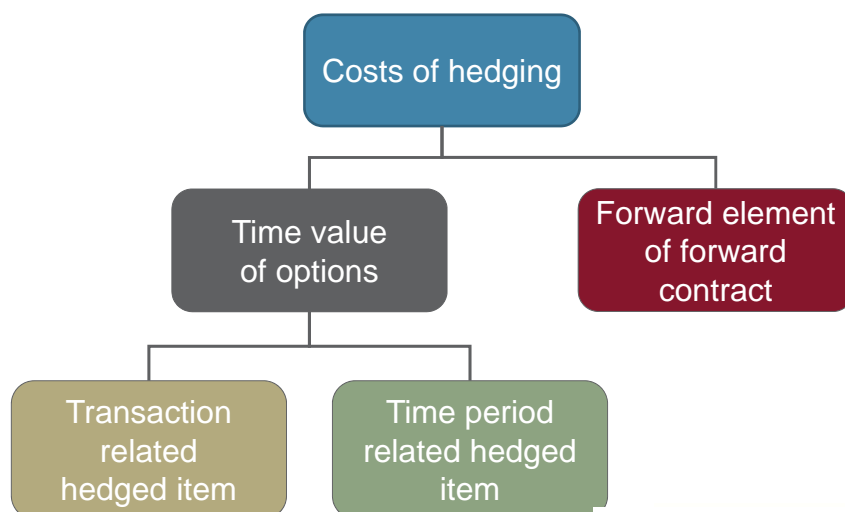 Costs of hedging
Time value
of options
Forward element
of forward
contract
Transaction
related
hedged item
Time period
related hedged
item